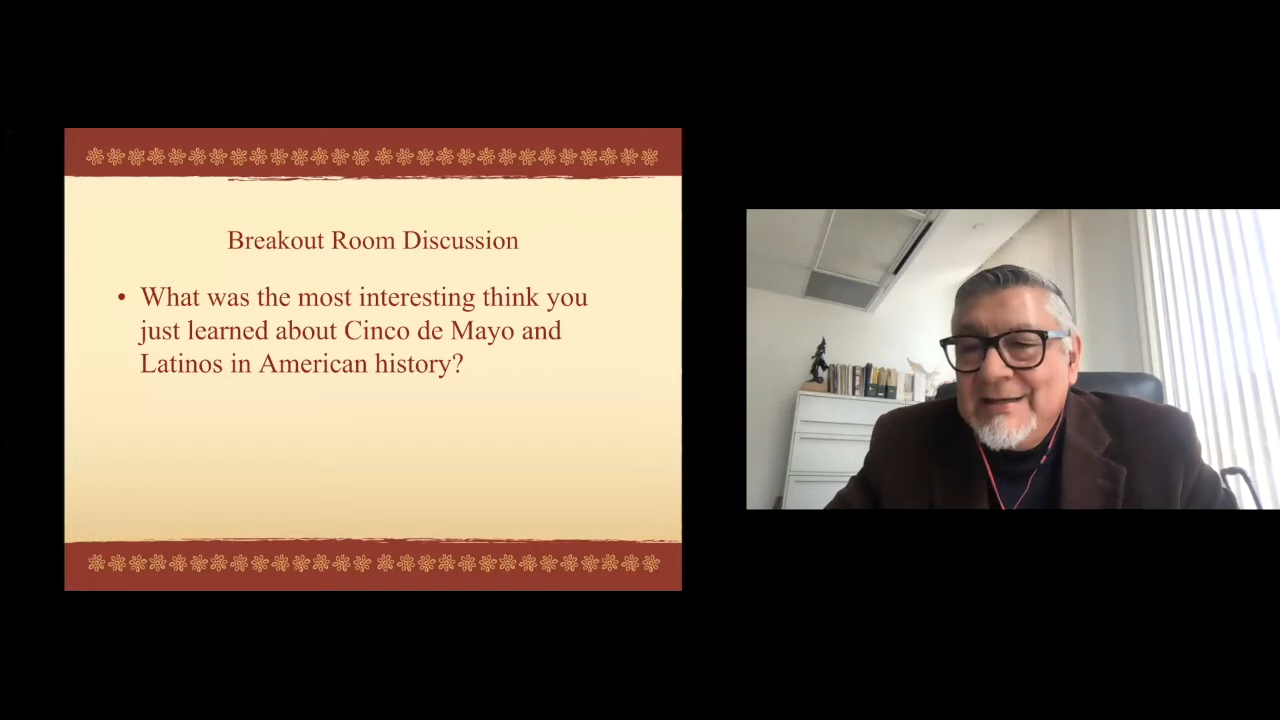 Breakout Room Discussion
• What was the most interesting think you
just learned about Cinco de Mayo and
Latinos in American history?